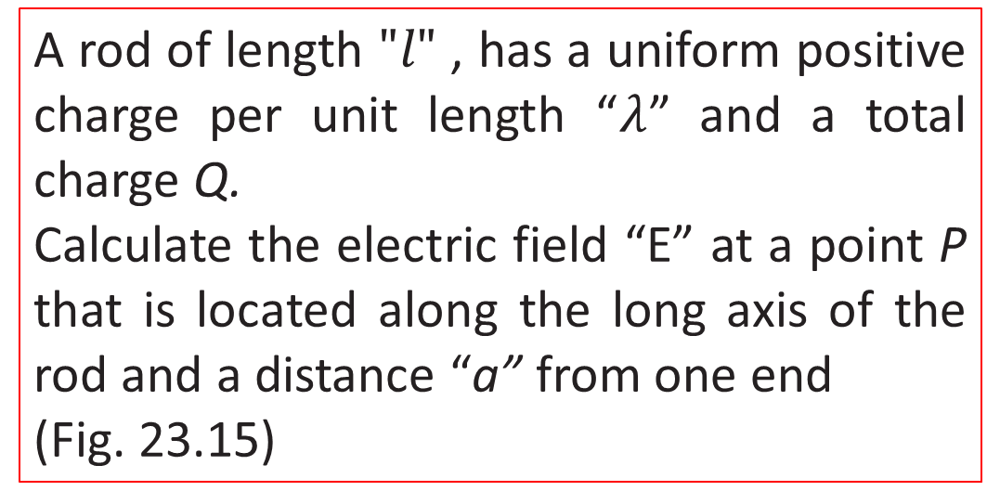 A rod of length "l" , has a uniform positive
charge per unit length “λ” and a total
charge Q.
Calculate the electric field “E” at a point P
that is located along the long axis of the
rod and a distance “a” from one end
(Fig. 23.15)